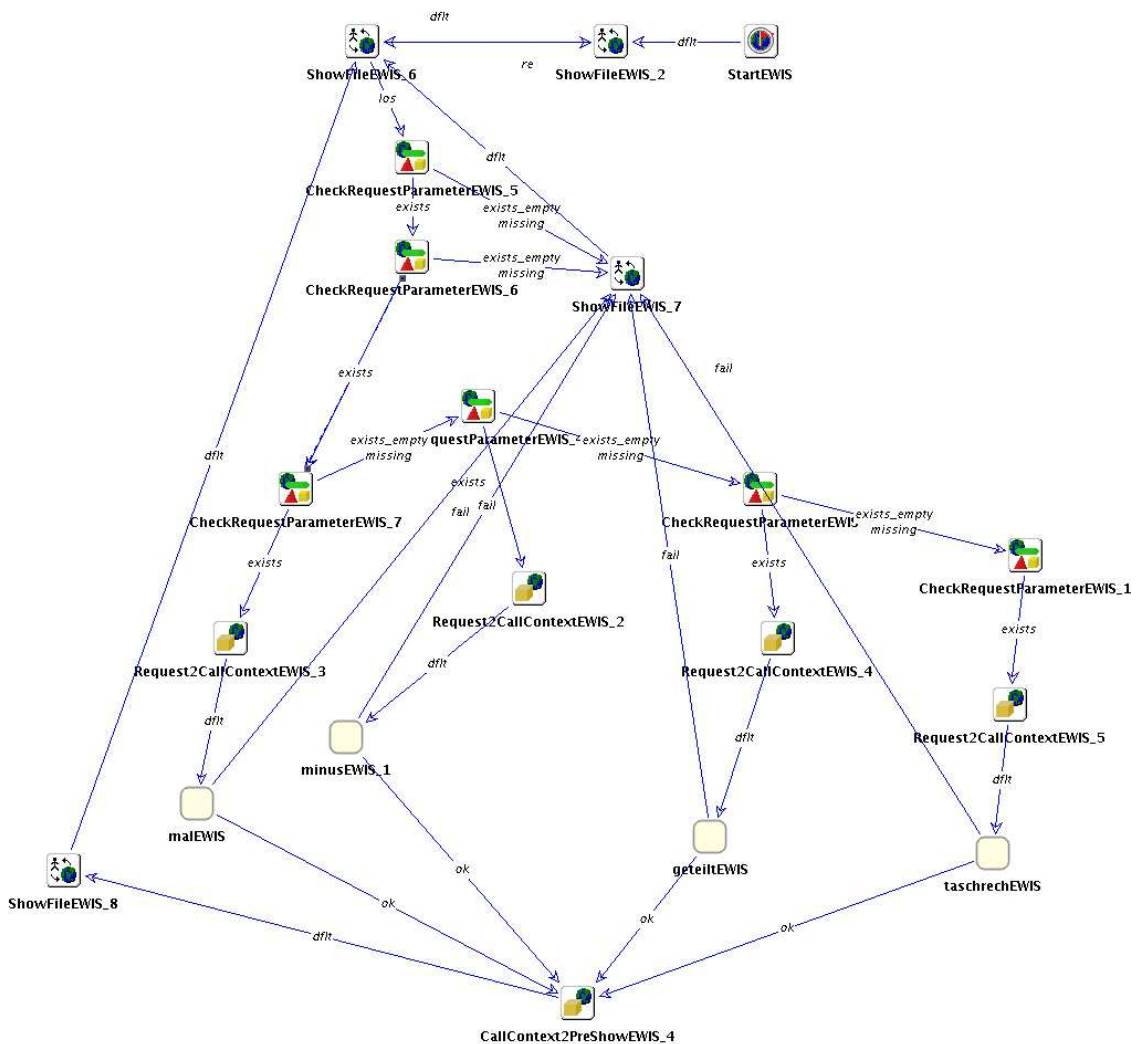 dflt
dflt
re
ShowFileEWIS_6
ShowFileEWIS_2
StartEWIS
los
dflt
CheckRequestParameterEWIS_5
exists
exists_empty
missing
exists_empty
missing
CheckRequestParameterEWIS_6
ShowFileEWIS_7
exists
fail
questParameterEWIS_
exists_empty
missing
exists_empty
missing
dflt
exists
CheckRequestParameterEWIS_7
fail
fail
CheckRequestParameterEWIS
exists_empty
missing
fail
exists
exists
CheckRequestParameterEWIS_1
Request2CallContextEWIS_2
exists
Request2CallContextEWIS_3
dflt
Request2CallContextEWIS_4
dflt
dflt
Request2CallContextEWIS_5
minusEWIS_1
dflt
malEWIS
ok
geteiltEWIS
taschrechEWIS
ShowFileEWIS_8
ok
ok
ok
dflt
CallContext2PreShowEWIS_4